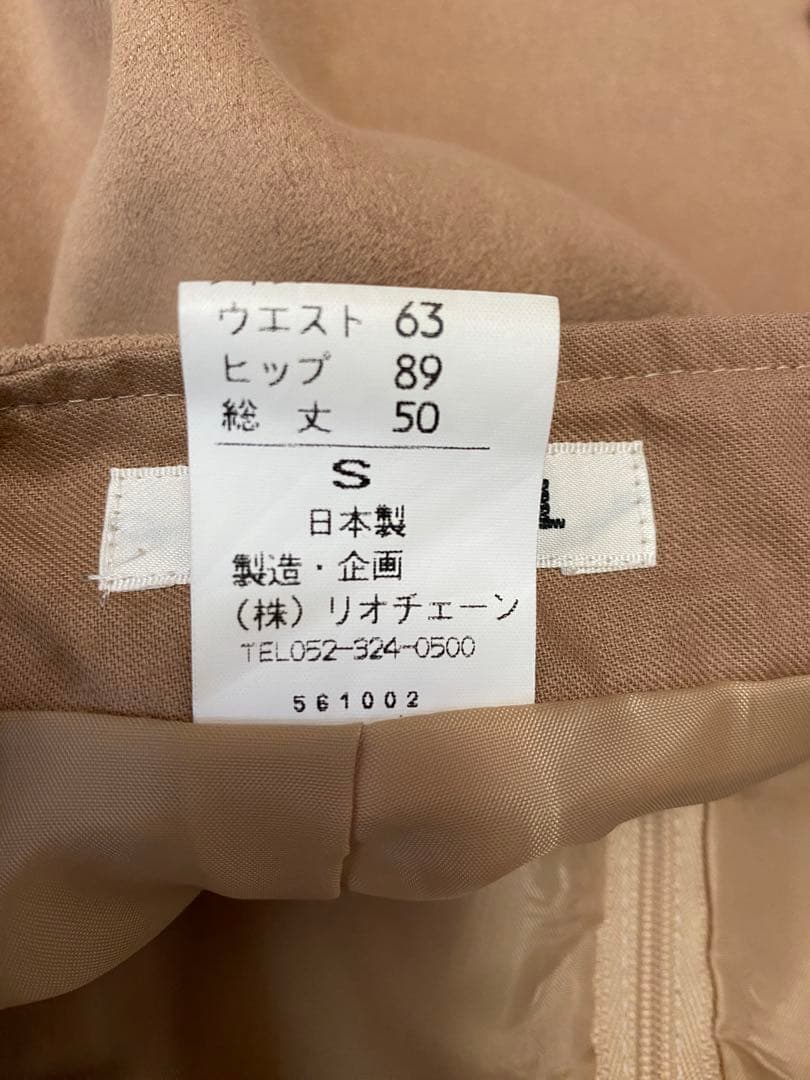 ウエスト 63
ヒップ 89
総 丈 50
S
日本製
製造・企画
(株) リオチェーン
TEL052-324-0500
561002